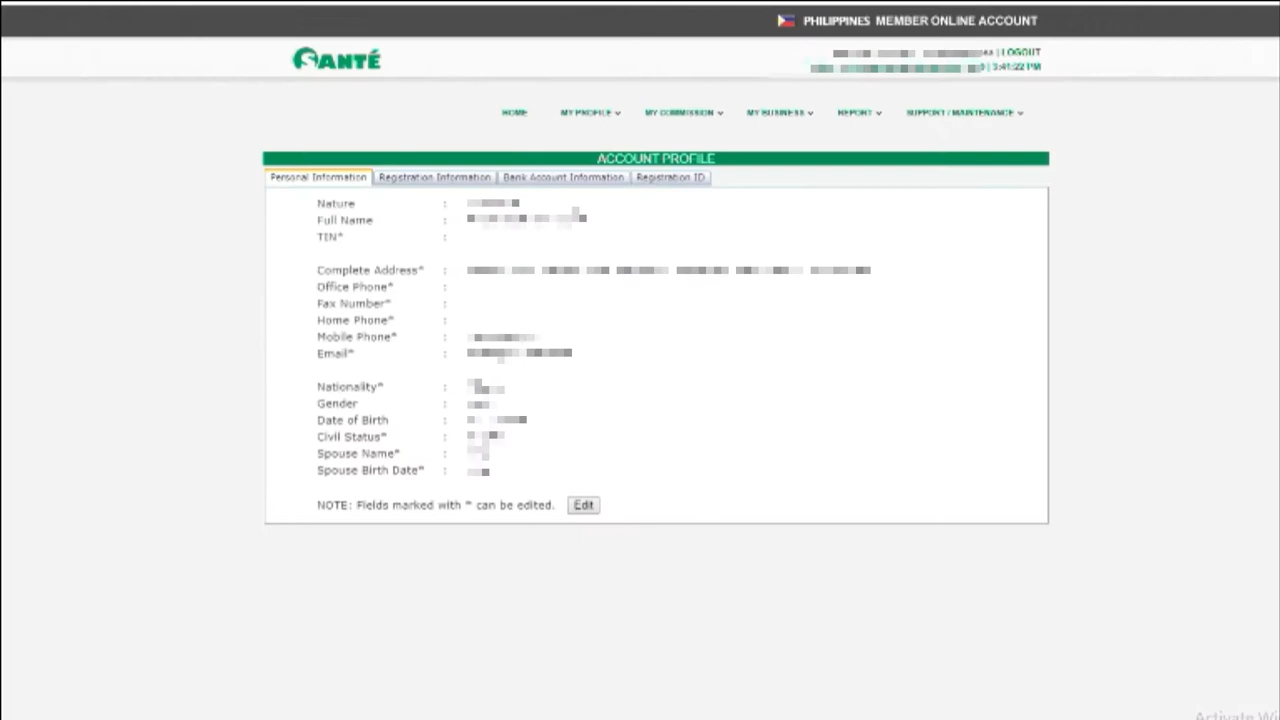 PHILIPPINES MEMBER ONLINE ACCOUNT
SANTÉ
| LOGOUT
| 3:41:22 PM
HOME MY PROFILE MY COMMISSION MY BUSINESS REPORT SUPPORT / MAINTENANCE
ACCOUNT PROFILE
Personal Information Registration Information Bank Account Information Registration ID
Nature :
Full Name :
TIN* :
Complete Address* :
Office Phone* :
Fax Number* :
Home Phone* :
Mobile Phone* :
Email* :
Nationality* :
Gender :
Date of Birth :
Civil Status* :
Spouse Name* :
Spouse Birth Date* :
NOTE: Fields marked with * can be edited. Edit
Activate Wi